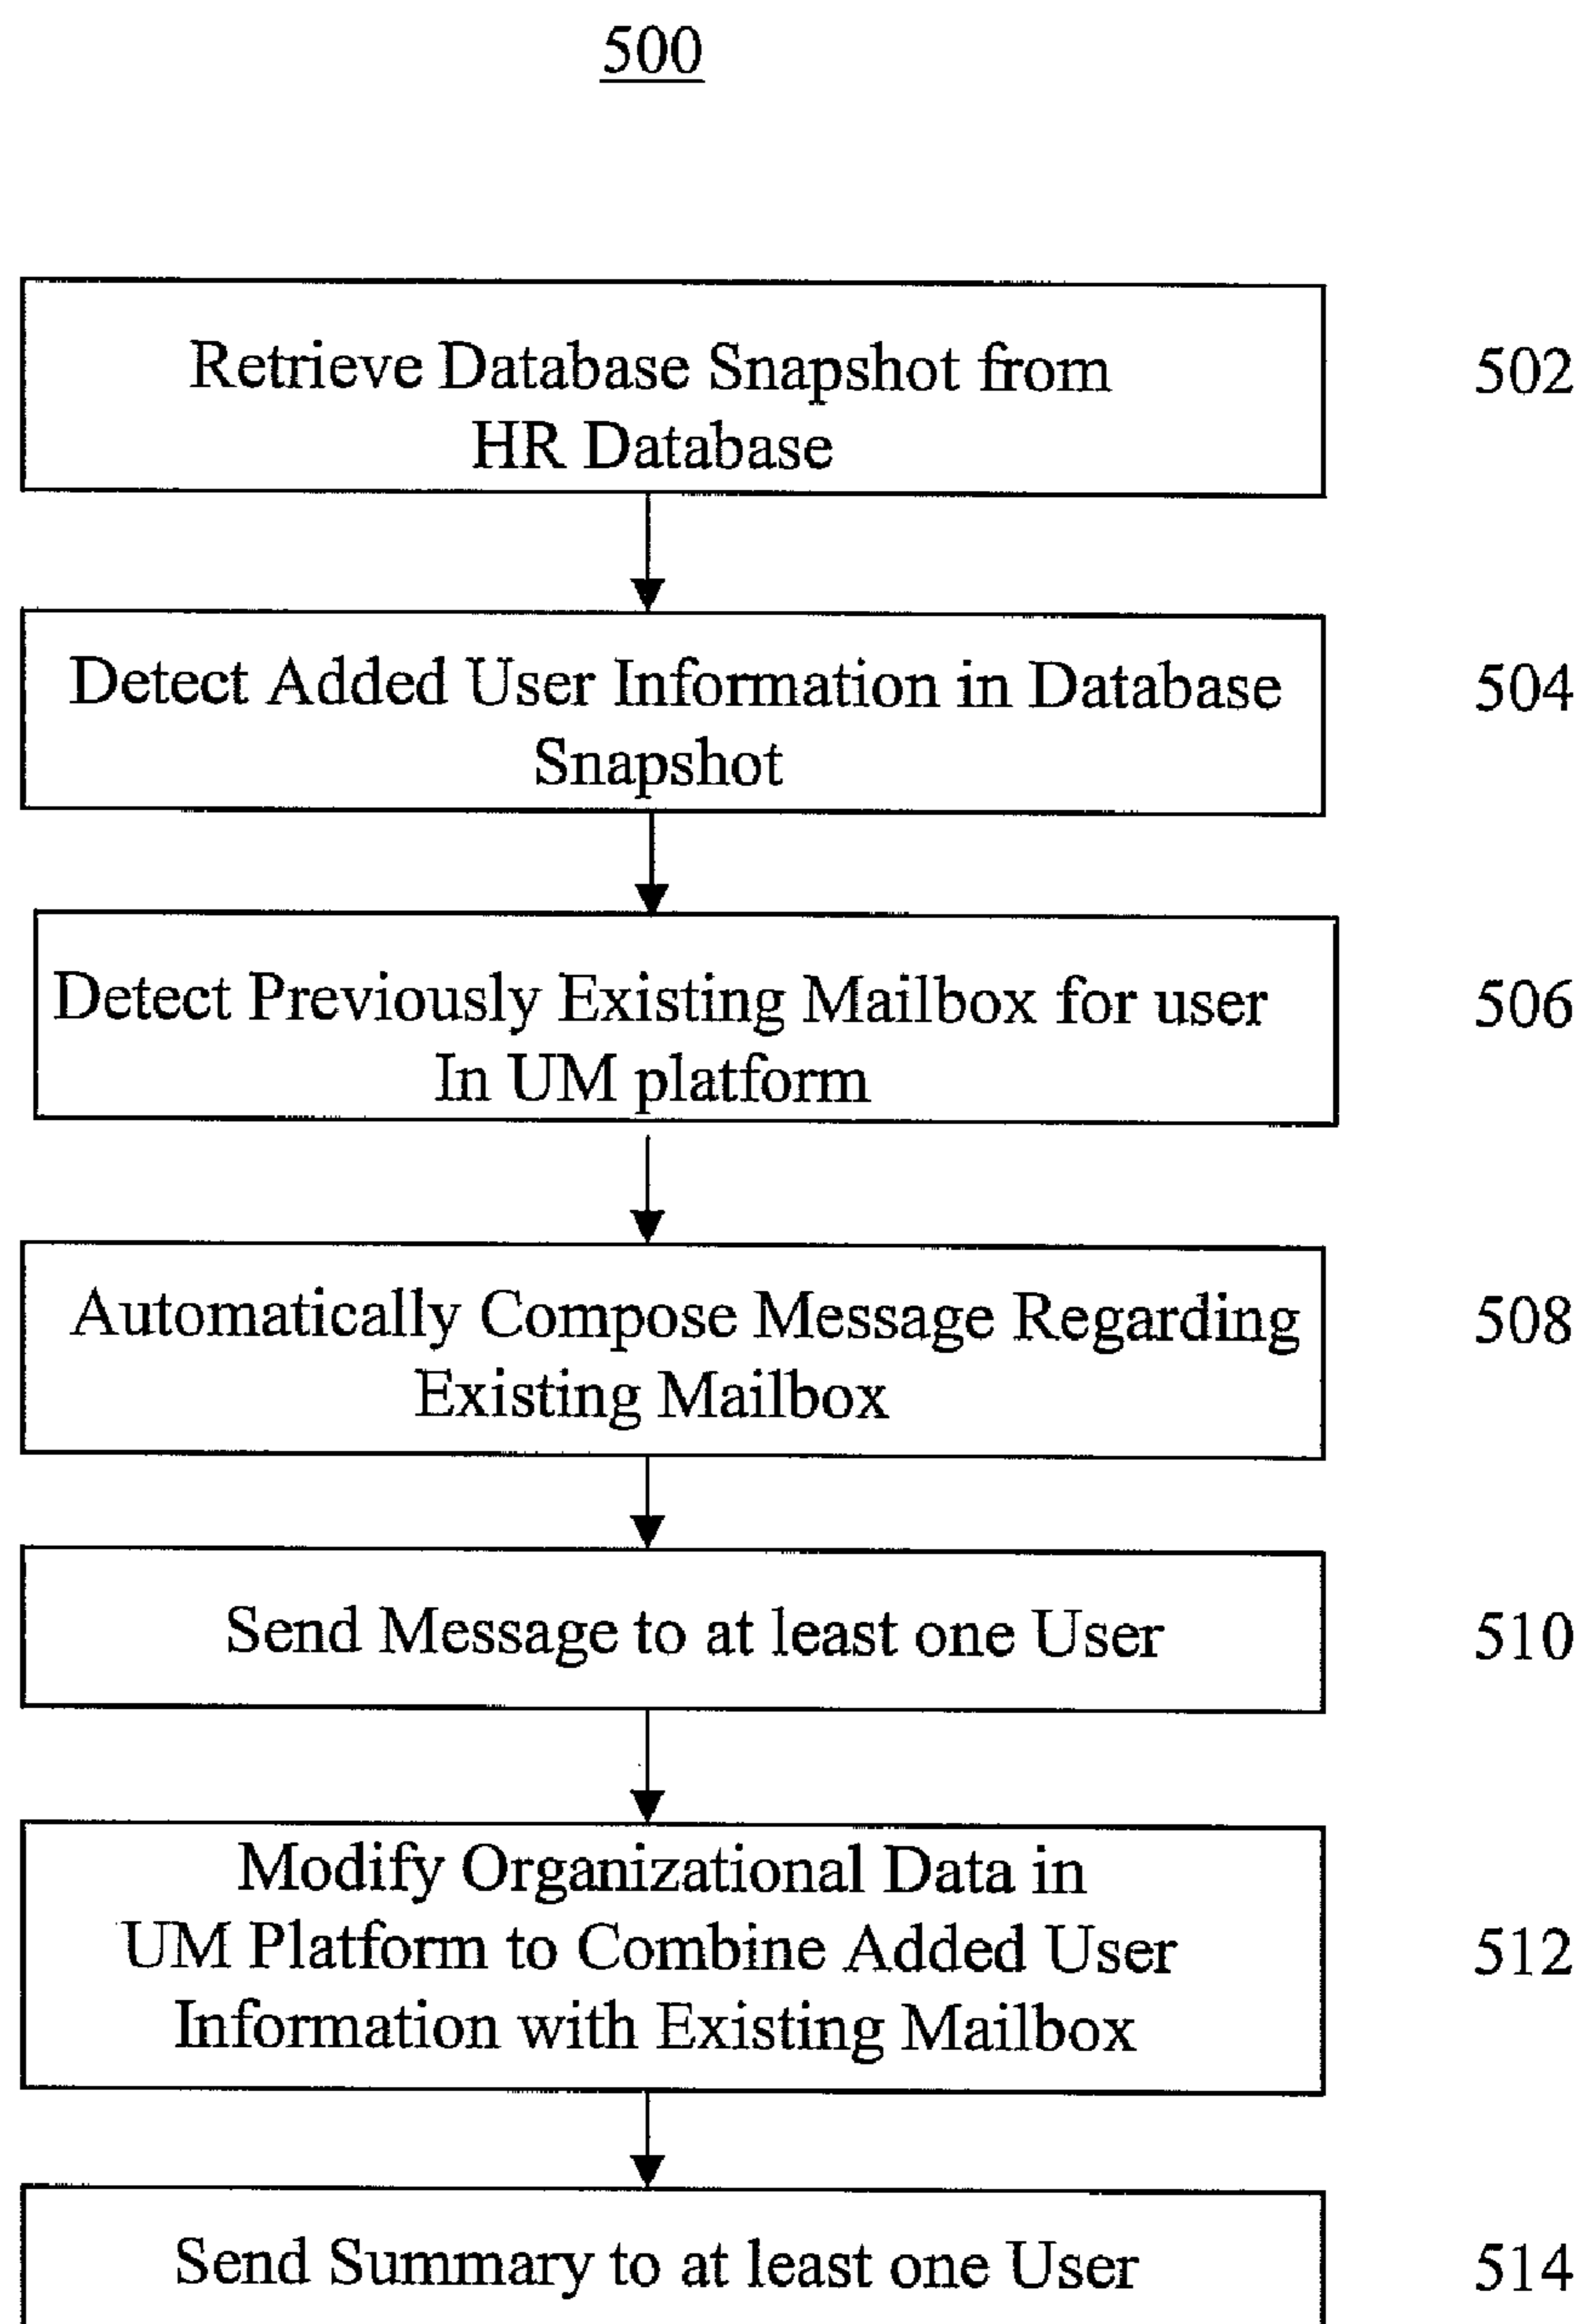 500
Retrieve Database Snapshot from
HR Database
502
Detect Added User Information in Database
Snapshot
504
Detect Previously Existing Mailbox for user
In UM platform
506
Automatically Compose Message Regarding
Existing Mailbox
508
Send Message to at least one User
510
Modify Organizational Data in
UM Platform to Combine Added User
Information with Existing Mailbox
512
Send Summary to at least one User
514